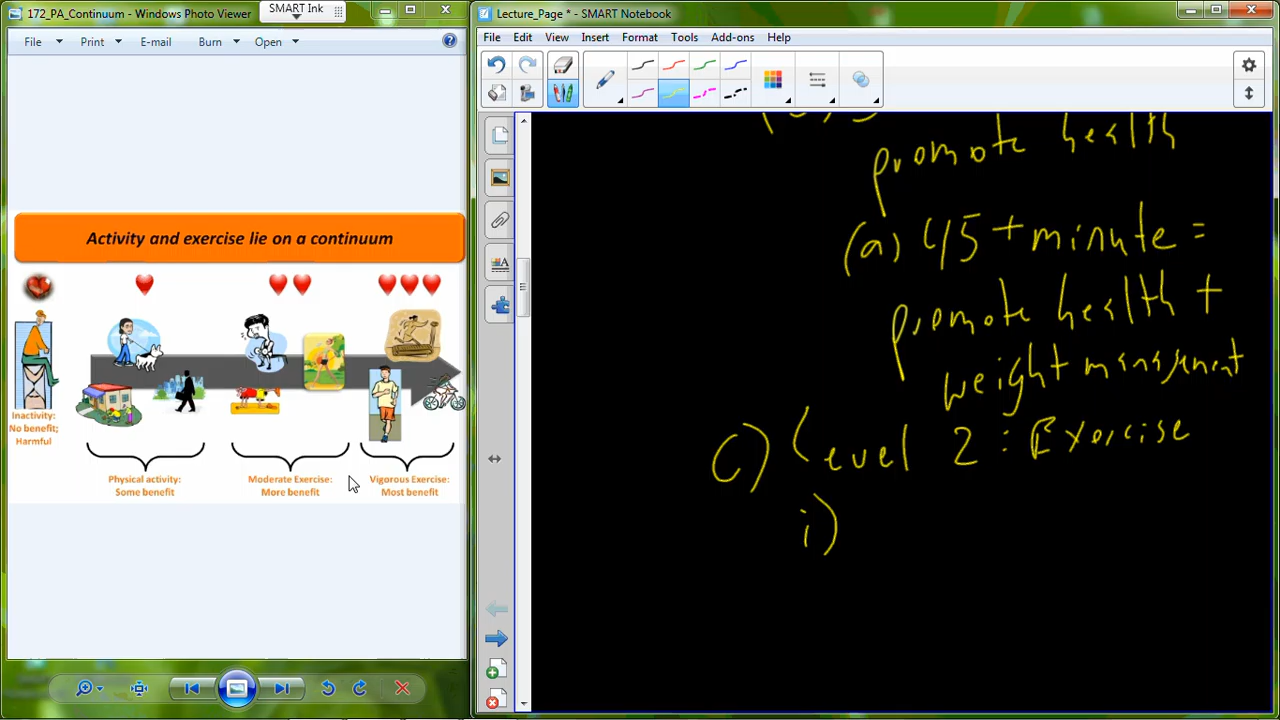 172_PA_Continuum - Windows Photo Viewer
SMART Ink
File Print E-mail Burn Open
Activity and exercise lie on a continuum
Inactivity:
No benefit;
Harmful
Physical activity:
Some benefit
Moderate Exercise:
More benefit
Vigorous Exercise:
Most benefit
Lecture_Page * - SMART Notebook
File Edit View Insert Format Tools Add-ons Help
promote health
(a) 45+ minute =
promote health +
weight management
C) Level 2: Exercise
i)